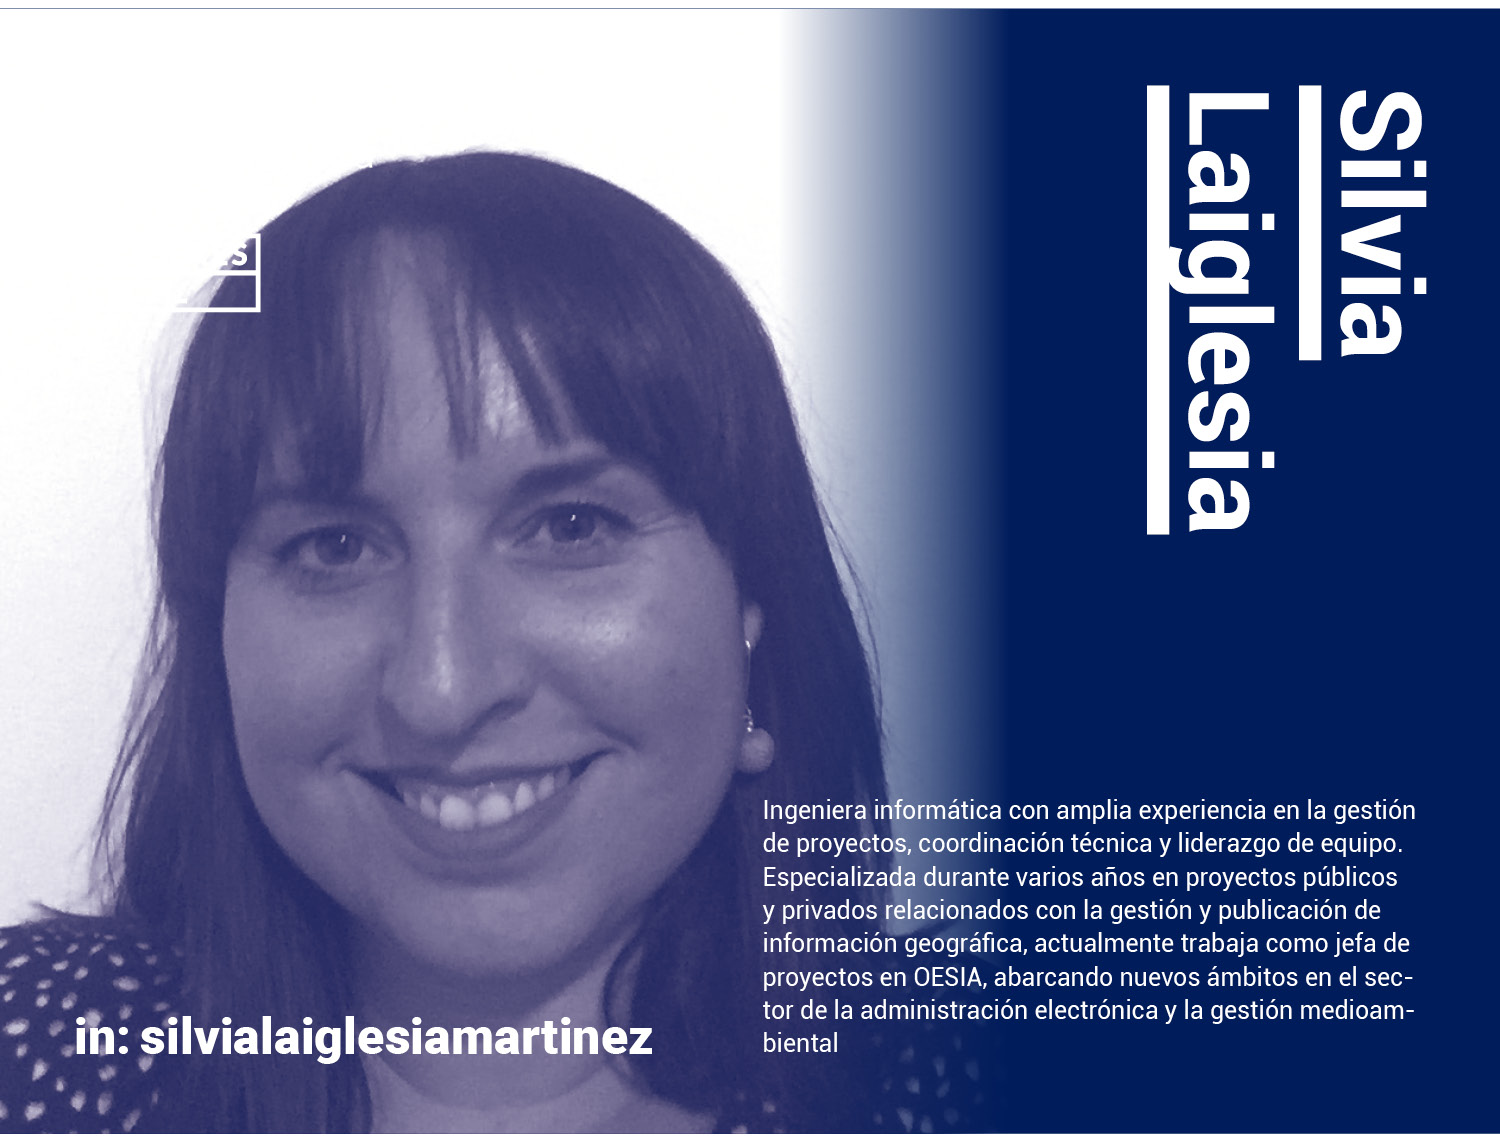 Silvia
Laiglesia
Ingeniera informática con amplia experiencia en la gestión
de proyectos, coordinación técnica y liderazgo de equipo.
Especializada durante varios años en proyectos públicos
y privados relacionados con la gestión y publicación de
información geográfica, actualmente trabaja como jefa de
proyectos en OESIA, abarcando nuevos ámbitos en el sec-
tor de la administración electrónica y la gestión medioam-
biental
in: silvialaiglesiamartinez